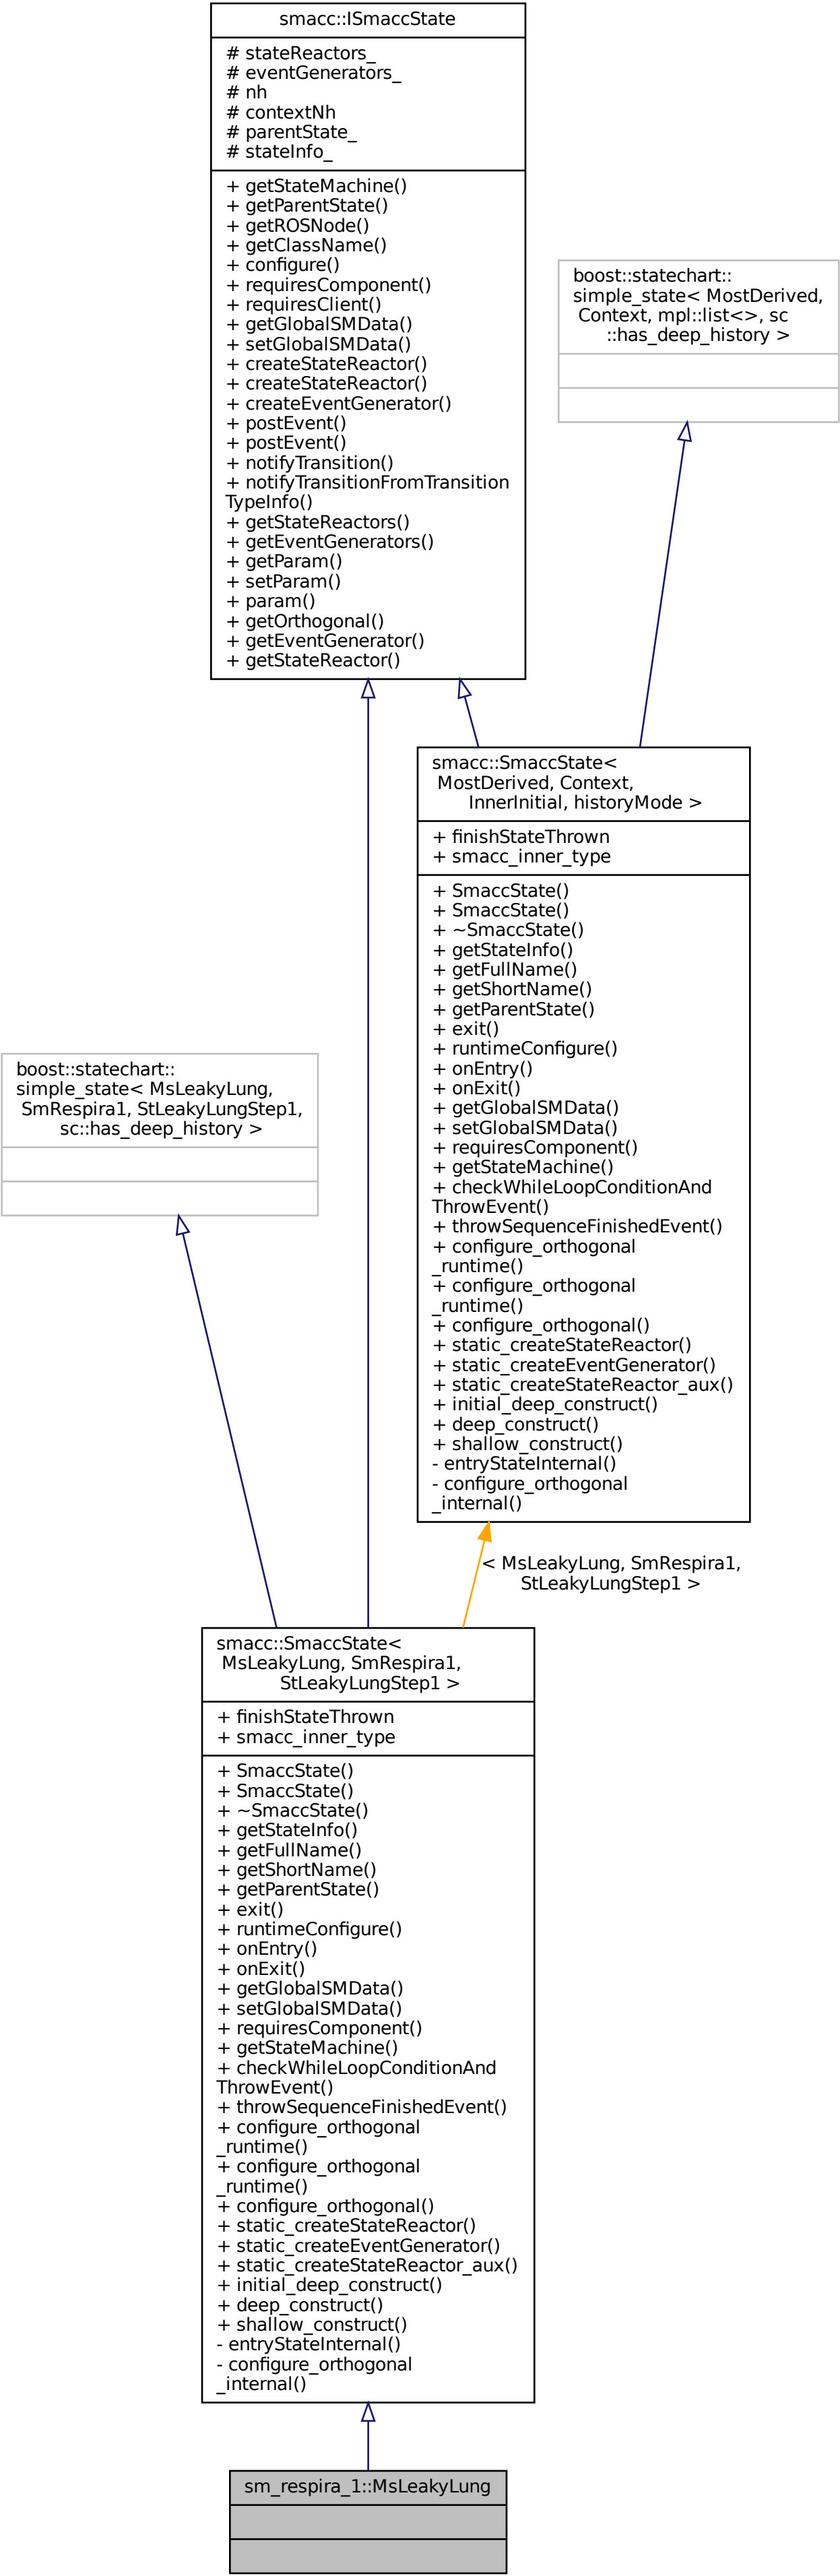 smacc::ISmaccState
# stateReactors_
# eventGenerators_
# nh
# contextNh
# parentState_
# stateInfo_
+ getStateMachine()
+ getParentState()
+ getROSNode()
+ getClassName()
+ configure()
+ requiresComponent()
+ requiresClient()
+ getGlobalSMData()
+ setGlobalSMData()
+ createStateReactor()
+ createStateReactor()
+ createEventGenerator()
+ postEvent()
+ postEvent()
+ notifyTransition()
+ notifyTransitionFromTransition
TypeInfo()
+ getStateReactors()
+ getEventGenerators()
+ getParam()
+ setParam()
+ param()
+ getOrthogonal()
+ getEventGenerator()
+ getStateReactor()
boost::statechart::
simple_state< MostDerived,
Context, mpl::list<>, sc
::has_deep_history >
smacc::SmaccState<
MostDerived, Context,
InnerInitial, historyMode >
+ finishStateThrown
+ smacc_inner_type
+ SmaccState()
+ SmaccState()
+ ~SmaccState()
+ getStateInfo()
+ getFullName()
+ getShortName()
+ getParentState()
+ exit()
+ runtimeConfigure()
+ onEntry()
+ onExit()
+ getGlobalSMData()
+ setGlobalSMData()
+ requiresComponent()
+ getStateMachine()
+ checkWhileLoopConditionAnd
ThrowEvent()
+ throwSequenceFinishedEvent()
+ configure_orthogonal
_runtime()
+ configure_orthogonal
_runtime()
+ configure_orthogonal()
+ static_createStateReactor()
+ static_createEventGenerator()
+ static_createStateReactor_aux()
+ initial_deep_construct()
+ deep_construct()
+ shallow_construct()
- entryStateInternal()
- configure_orthogonal
_internal()
boost::statechart::
simple_state< MsLeakyLung,
SmRespira1, StLeakyLungStep1,
sc::has_deep_history >
< MsLeakyLung, SmRespira1,
StLeakyLungStep1 >
smacc::SmaccState<
MsLeakyLung, SmRespira1,
StLeakyLungStep1 >
+ finishStateThrown
+ smacc_inner_type
+ SmaccState()
+ SmaccState()
+ ~SmaccState()
+ getStateInfo()
+ getFullName()
+ getShortName()
+ getParentState()
+ exit()
+ runtimeConfigure()
+ onEntry()
+ onExit()
+ getGlobalSMData()
+ setGlobalSMData()
+ requiresComponent()
+ getStateMachine()
+ checkWhileLoopConditionAnd
ThrowEvent()
+ throwSequenceFinishedEvent()
+ configure_orthogonal
_runtime()
+ configure_orthogonal
_runtime()
+ configure_orthogonal()
+ static_createStateReactor()
+ static_createEventGenerator()
+ static_createStateReactor_aux()
+ initial_deep_construct()
+ deep_construct()
+ shallow_construct()
- entryStateInternal()
- configure_orthogonal
_internal()
sm_respira_1::MsLeakyLung